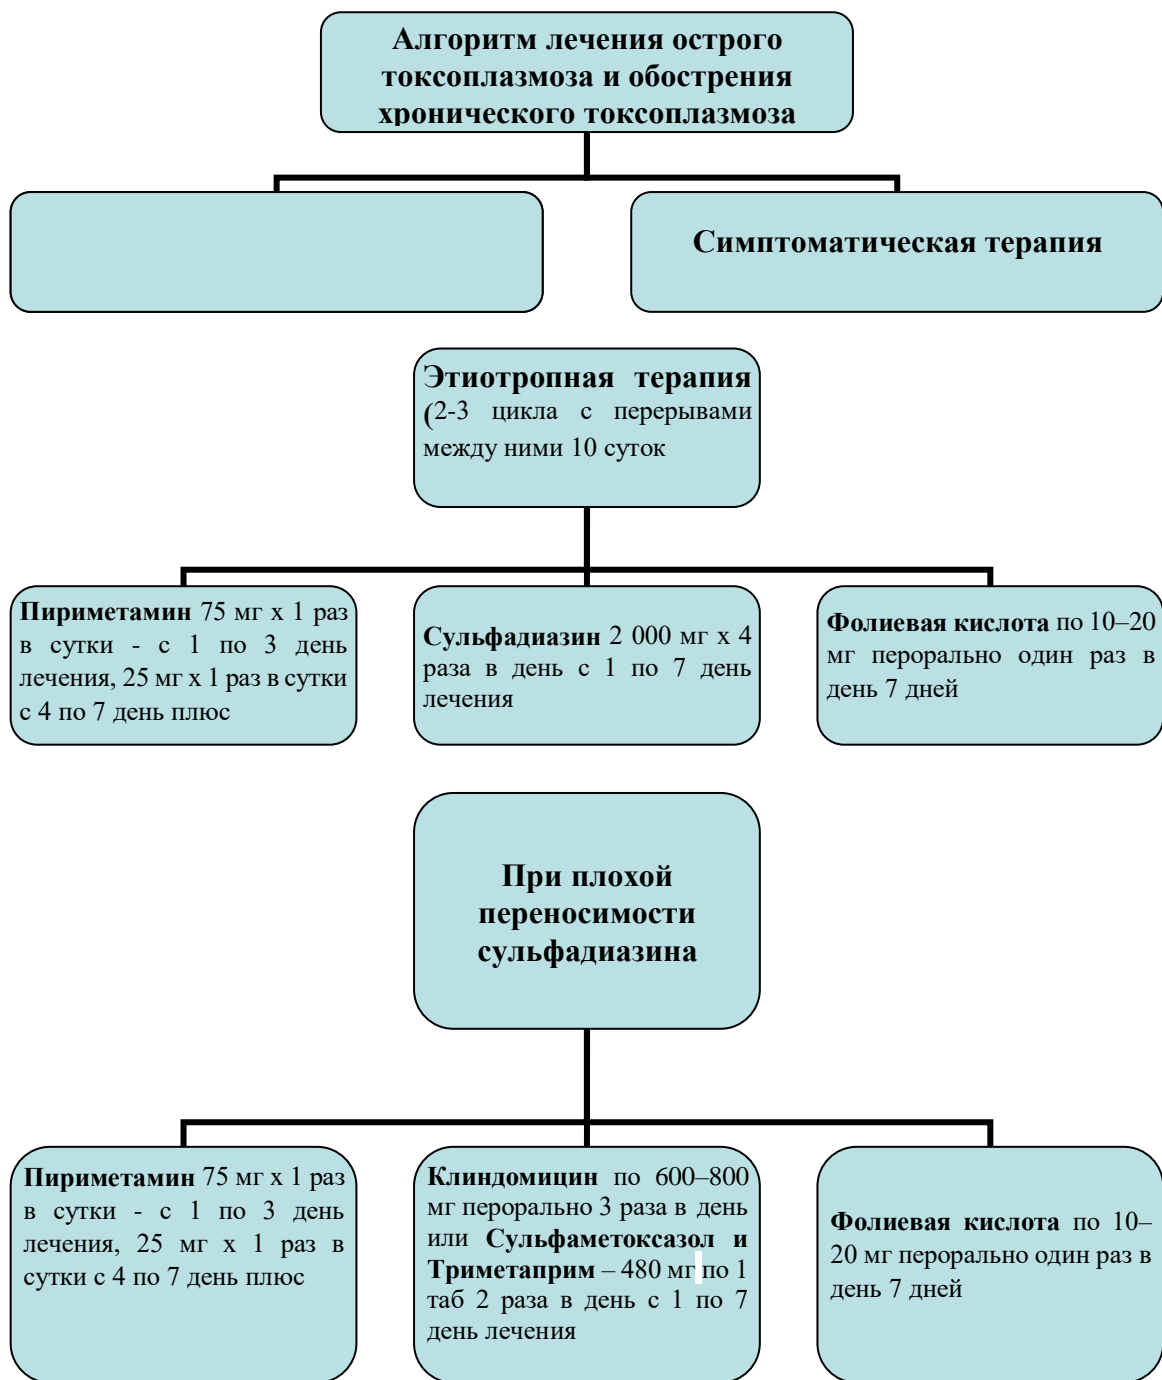 Алгоритм лечения острого
токсоплазмоза и обострения
хронического токсоплазмоза
Симптоматическая терапия
Этиотропная терапия
(2-3 цикла с перерывами
между ними 10 суток
Пириметамин 75 мг х 1 раз
в сутки - с 1 по 3 день
лечения, 25 мг х 1 раз в сутки
с 4 по 7 день плюс
Сульфадиазин 2 000 мг х 4
раза в день с 1 по 7 день
лечения
Фолиевая кислота по 10–20
мг перорально один раз в
день 7 дней
При плохой
переносимости
сульфадиазина
Пириметамин 75 мг х 1 раз
в сутки - с 1 по 3 день
лечения, 25 мг х 1 раз в
сутки с 4 по 7 день плюс
Клиндомицин по 600–800
мг перорально 3 раза в день
или Сульфаметоксазол и
Триметаприм – 480 мг по 1
таб 2 раза в день с 1 по 7
день лечения
Фолиевая кислота по 10–
20 мг перорально один раз в
день 7 дней